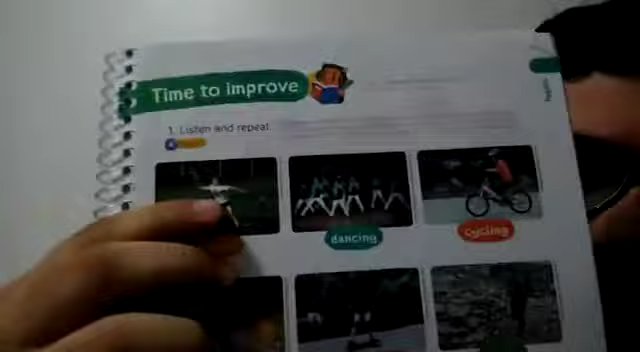 Time to improve
1. Listen and repeat.
dancing
cycling